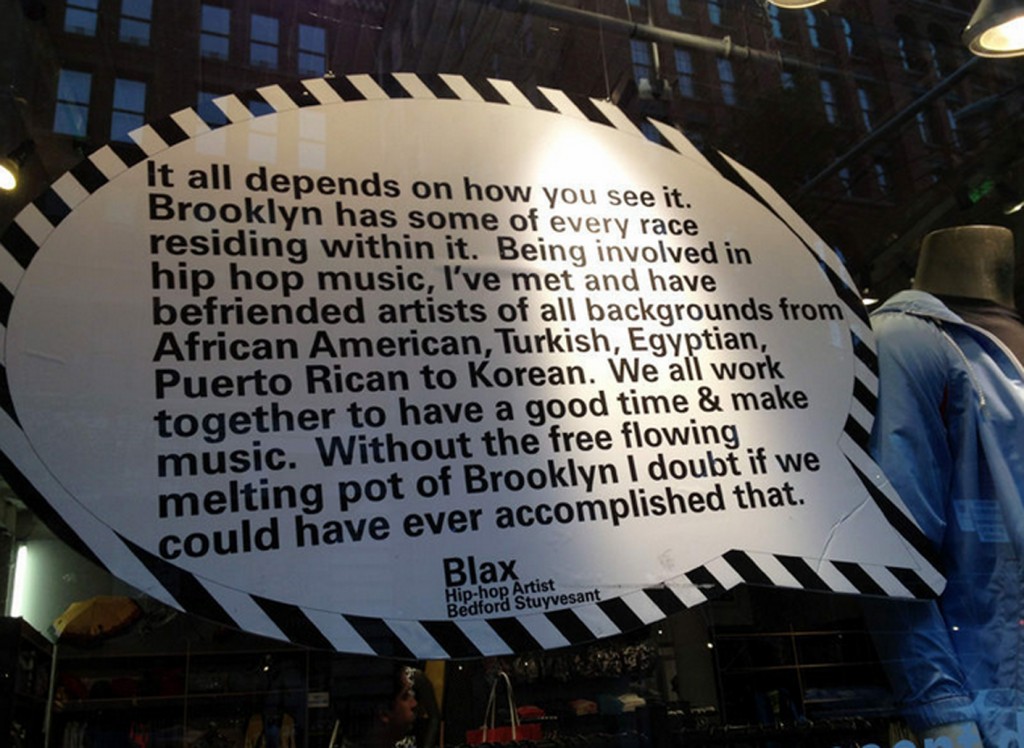 It all depends on how you see it.
Brooklyn has some of every race
residing within it. Being involved in
hip hop music, I've met and have
befriended artists of all backgrounds from
African American, Turkish, Egyptian,
Puerto Rican to Korean. We all work
together to have a good time & make
music. Without the free flowing
melting pot of Brooklyn I doubt if we
could have ever accomplished that.
Blax
Hip-hop Artist
Bedford Stuyvesant